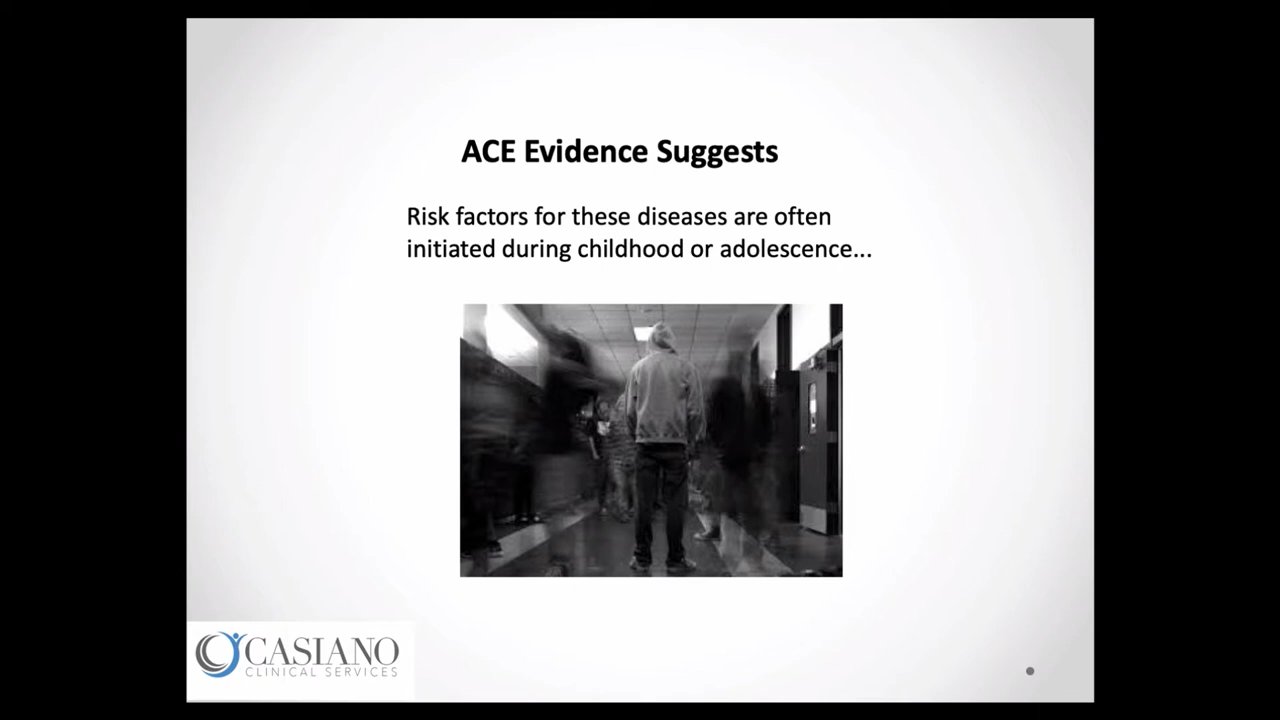 ACE Evidence Suggests
Risk factors for these diseases are often
initiated during childhood or adolescence...
CASIANO
CLINICAL SERVICES